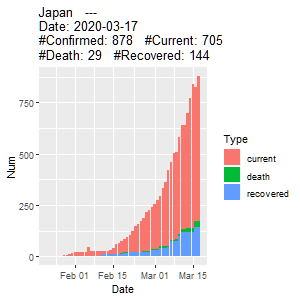 Japan   ---
Date: 2020-03-17
#Confirmed: 878   #Current: 705
#Death: 29   #Recovered: 144
750
500
250
0
Num
Feb 01
Feb 15
Mar 01
Mar 15
Date
Type
current
death
recovered